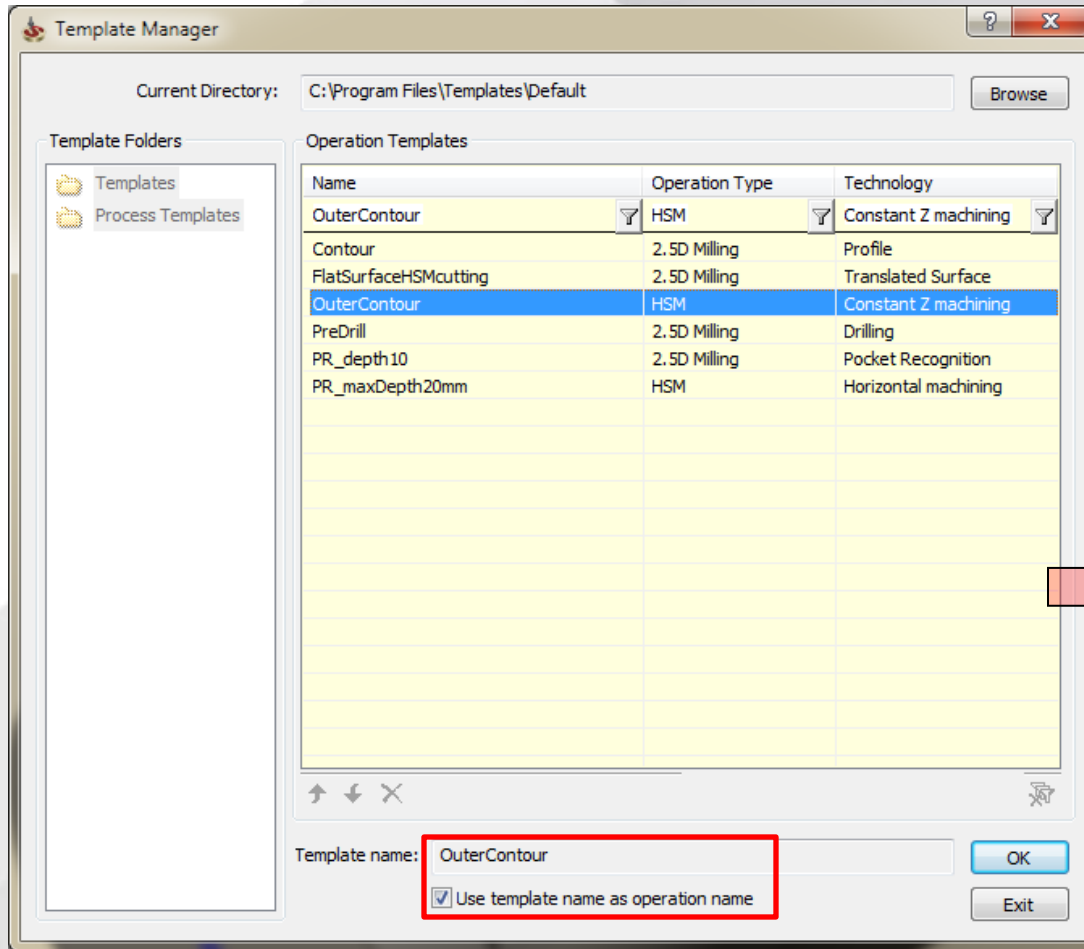 Template Manager
Current Directory: C:\Program Files\Templates\Default Browse
Template Folders Operation Templates
Templates
Process Templates
Name Operation Type Technology
OuterContour HSM Constant Z machining
Contour 2.5D Milling Profile
FlatSurfaceHSMcutting 2.5D Milling Translated Surface
OuterContour HSM Constant Z machining
PreDrill 2.5D Milling Drilling
PR_depth10 2.5D Milling Pocket Recognition
PR_maxDepth20mm HSM Horizontal machining
Template name: OuterContour OK
Use template name as operation name Exit